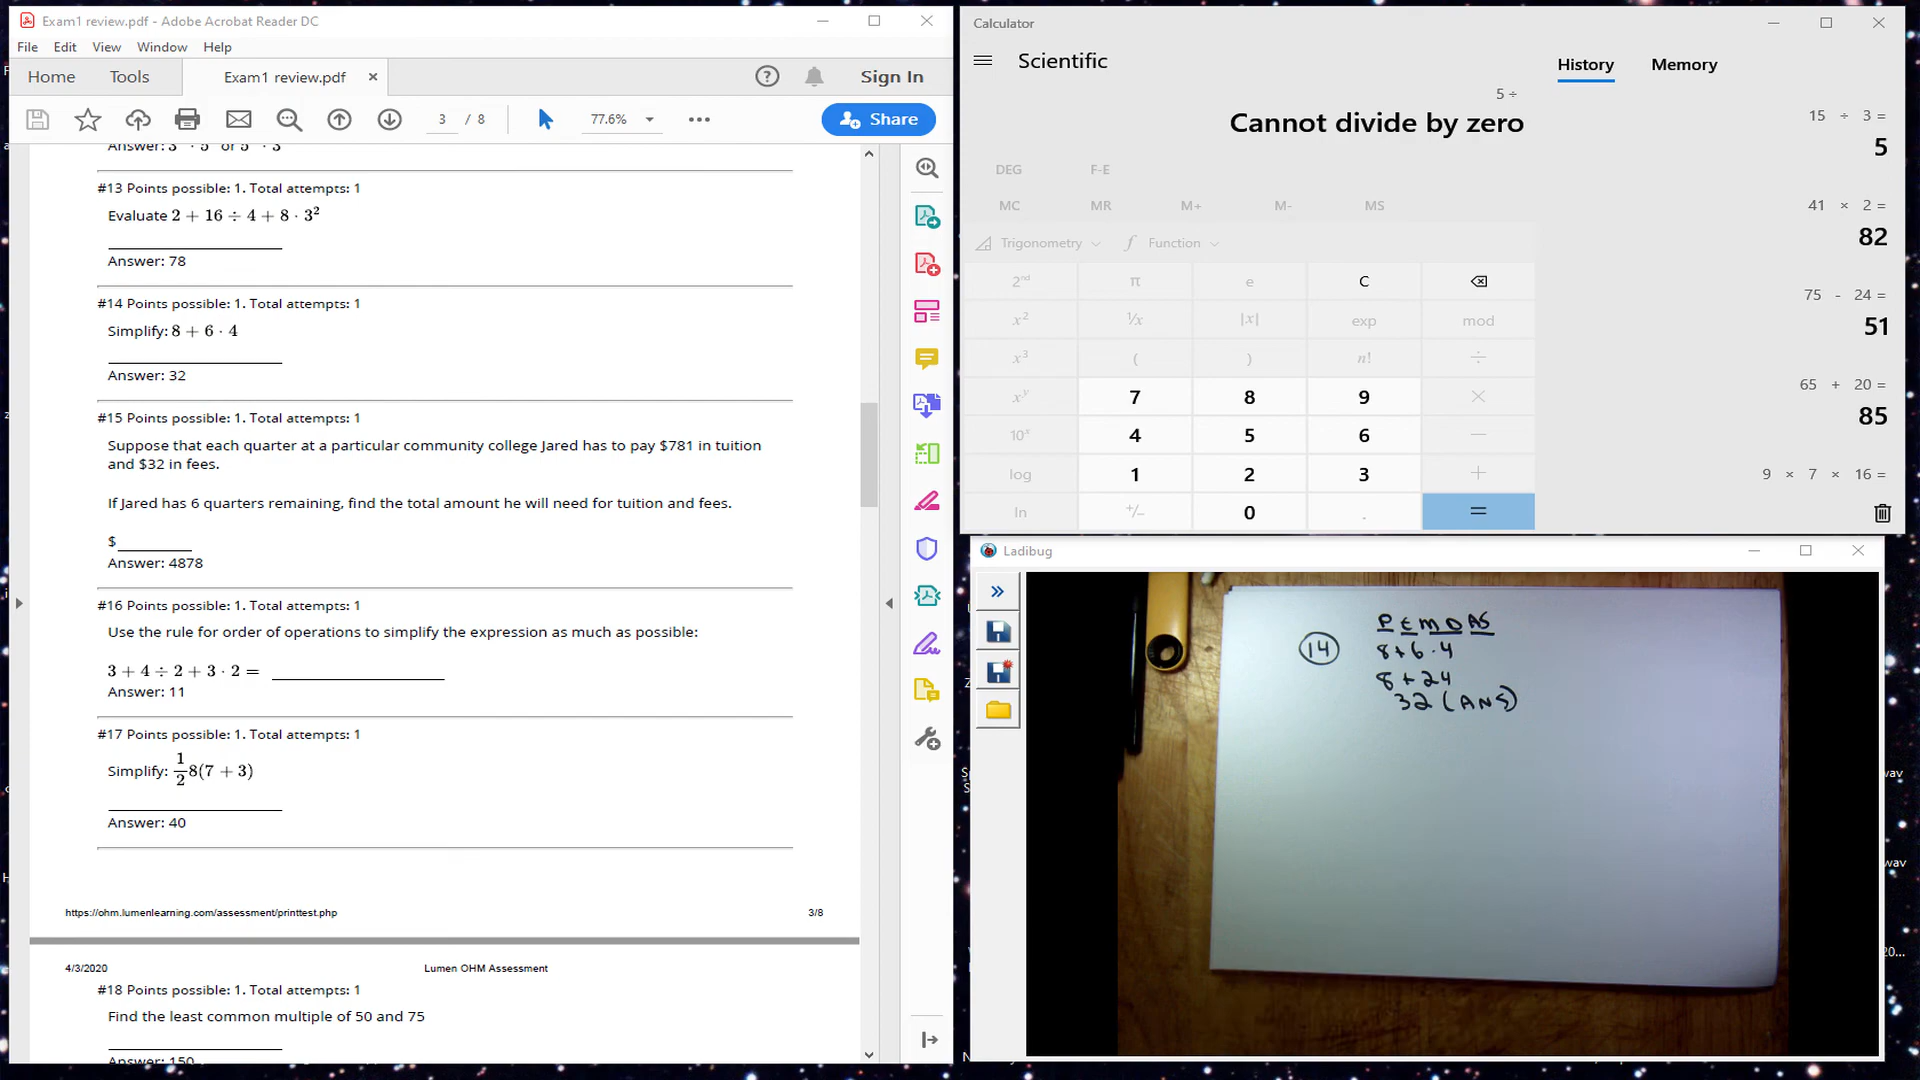 Exam1 review.pdf - Adobe Acrobat Reader DC
File Edit View Window Help
Home Tools Exam1 review.pdf × Sign In
3 / 8 77.6% Share
#13 Points possible: 1. Total attempts: 1
Evaluate 2 + 16 ÷ 4 + 8 · 3²
Answer: 78
#14 Points possible: 1. Total attempts: 1
Simplify: 8 + 6 · 4
Answer: 32
#15 Points possible: 1. Total attempts: 1
Suppose that each quarter at a particular community college Jared has to pay $781 in tuition
and $32 in fees.
If Jared has 6 quarters remaining, find the total amount he will need for tuition and fees.
$
Answer: 4878
#16 Points possible: 1. Total attempts: 1
Use the rule for order of operations to simplify the expression as much as possible:
3 + 4 ÷ 2 + 3 · 2 =
Answer: 11
#17 Points possible: 1. Total attempts: 1
Simplify: 1/2 8(7 + 3)
Answer: 40
https://ohm.lumenlearning.com/assessment/printtest.php 3/8
4/3/2020 Lumen OHM Assessment
#18 Points possible: 1. Total attempts: 1
Find the least common multiple of 50 and 75
Answer: 150
Calculator
Scientific
5 ÷
Cannot divide by zero
DEG F-E
MC MR M+ M- MS
Trigonometry f Function
2nd π e C
x² ¹/x |x| exp mod
x³ ( ) n! ÷
xʸ 7 8 9 ×
10ˣ 4 5 6 −
log 1 2 3 +
ln +/− 0 . =
History Memory
15 ÷ 3 =
5
41 × 2 =
82
75 - 24 =
51
65 + 20 =
85
9 × 7 × 16 =
Ladibug
PEMDAS
14 8+6·4
8+24
32 (ANS)